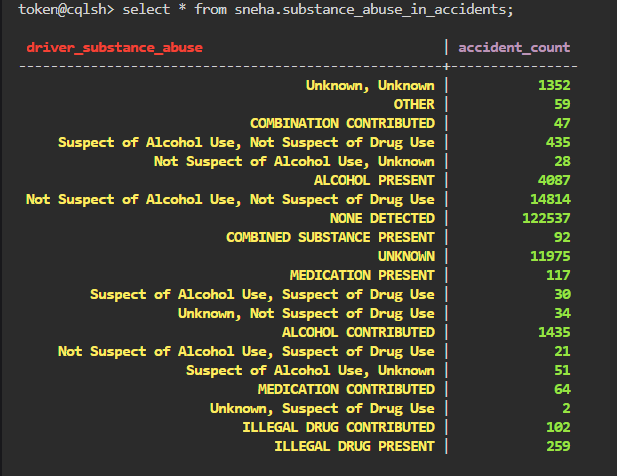 token@cqlsh> select * from sneha.substance_abuse_in_accidents;
driver_substance_abuse | accident_count
-----------------------------------------------------+----------------
Unknown, Unknown | 1352
OTHER | 59
COMBINATION CONTRIBUTED | 47
Suspect of Alcohol Use, Not Suspect of Drug Use | 435
Not Suspect of Alcohol Use, Unknown | 28
ALCOHOL PRESENT | 4087
Not Suspect of Alcohol Use, Not Suspect of Drug Use | 14814
NONE DETECTED | 122537
COMBINED SUBSTANCE PRESENT | 92
UNKNOWN | 11975
MEDICATION PRESENT | 117
Suspect of Alcohol Use, Suspect of Drug Use | 30
Unknown, Not Suspect of Drug Use | 34
ALCOHOL CONTRIBUTED | 1435
Not Suspect of Alcohol Use, Suspect of Drug Use | 21
Suspect of Alcohol Use, Unknown | 51
MEDICATION CONTRIBUTED | 64
Unknown, Suspect of Drug Use | 2
ILLEGAL DRUG CONTRIBUTED | 102
ILLEGAL DRUG PRESENT | 259